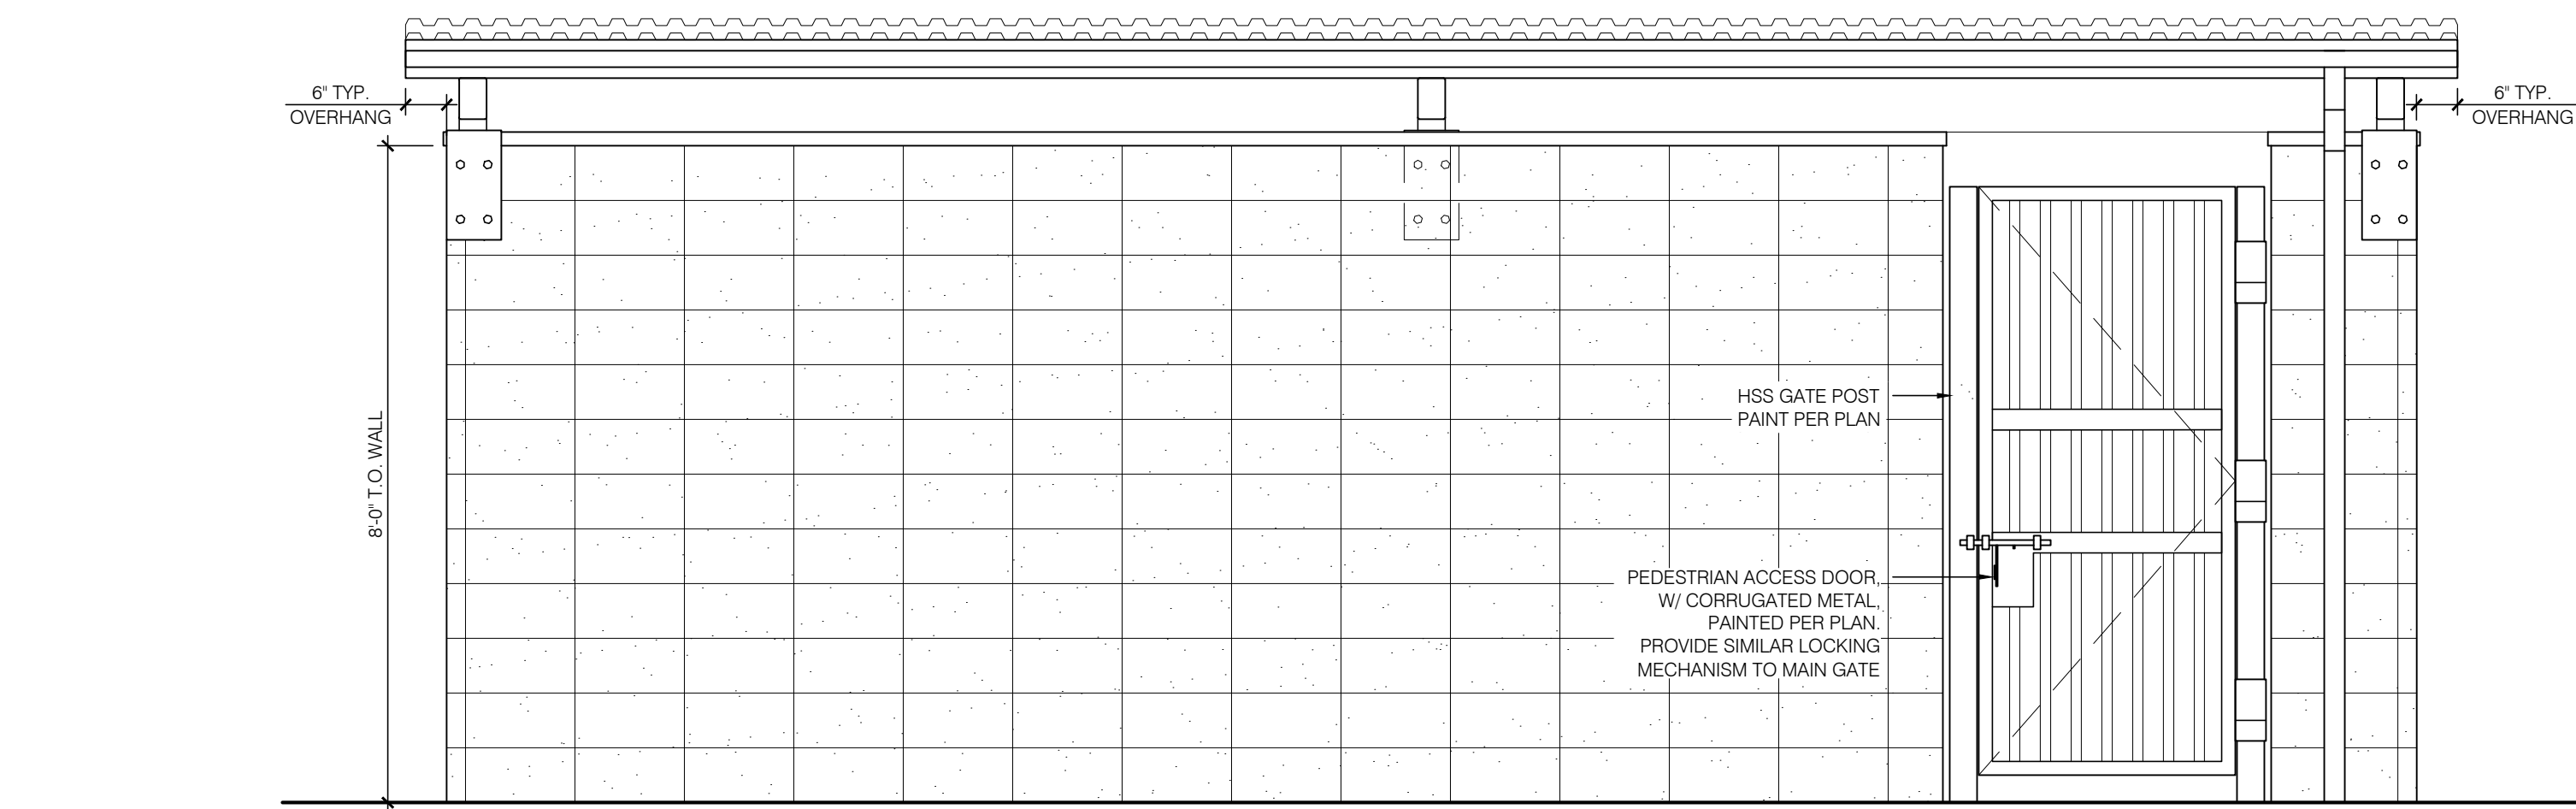 6" TYP.
OVERHANG
6" TYP.
OVERHANG
8'-0" T.O. WALL
HSS GATE POST
PAINT PER PLAN
PEDESTRIAN ACCESS DOOR,
W/ CORRUGATED METAL,
PAINTED PER PLAN.
PROVIDE SIMILAR LOCKING
MECHANISM TO MAIN GATE